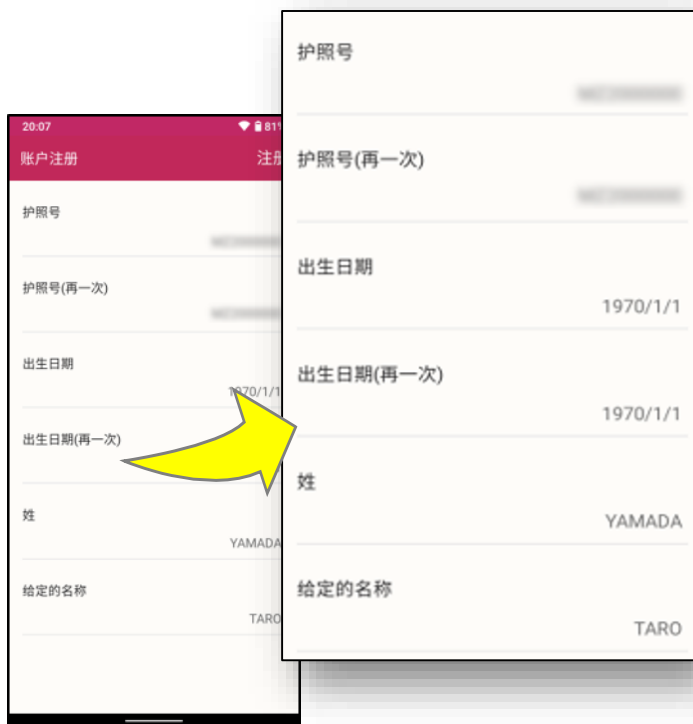 20:07
81%
账户注册
注册
护照号
护照号(再一次)
出生日期
1970/1/1
出生日期(再一次)
姓
YAMADA
给定的名称
TARO
护照号
护照号(再一次)
出生日期
1970/1/1
出生日期(再一次)
1970/1/1
姓
YAMADA
给定的名称
TARO